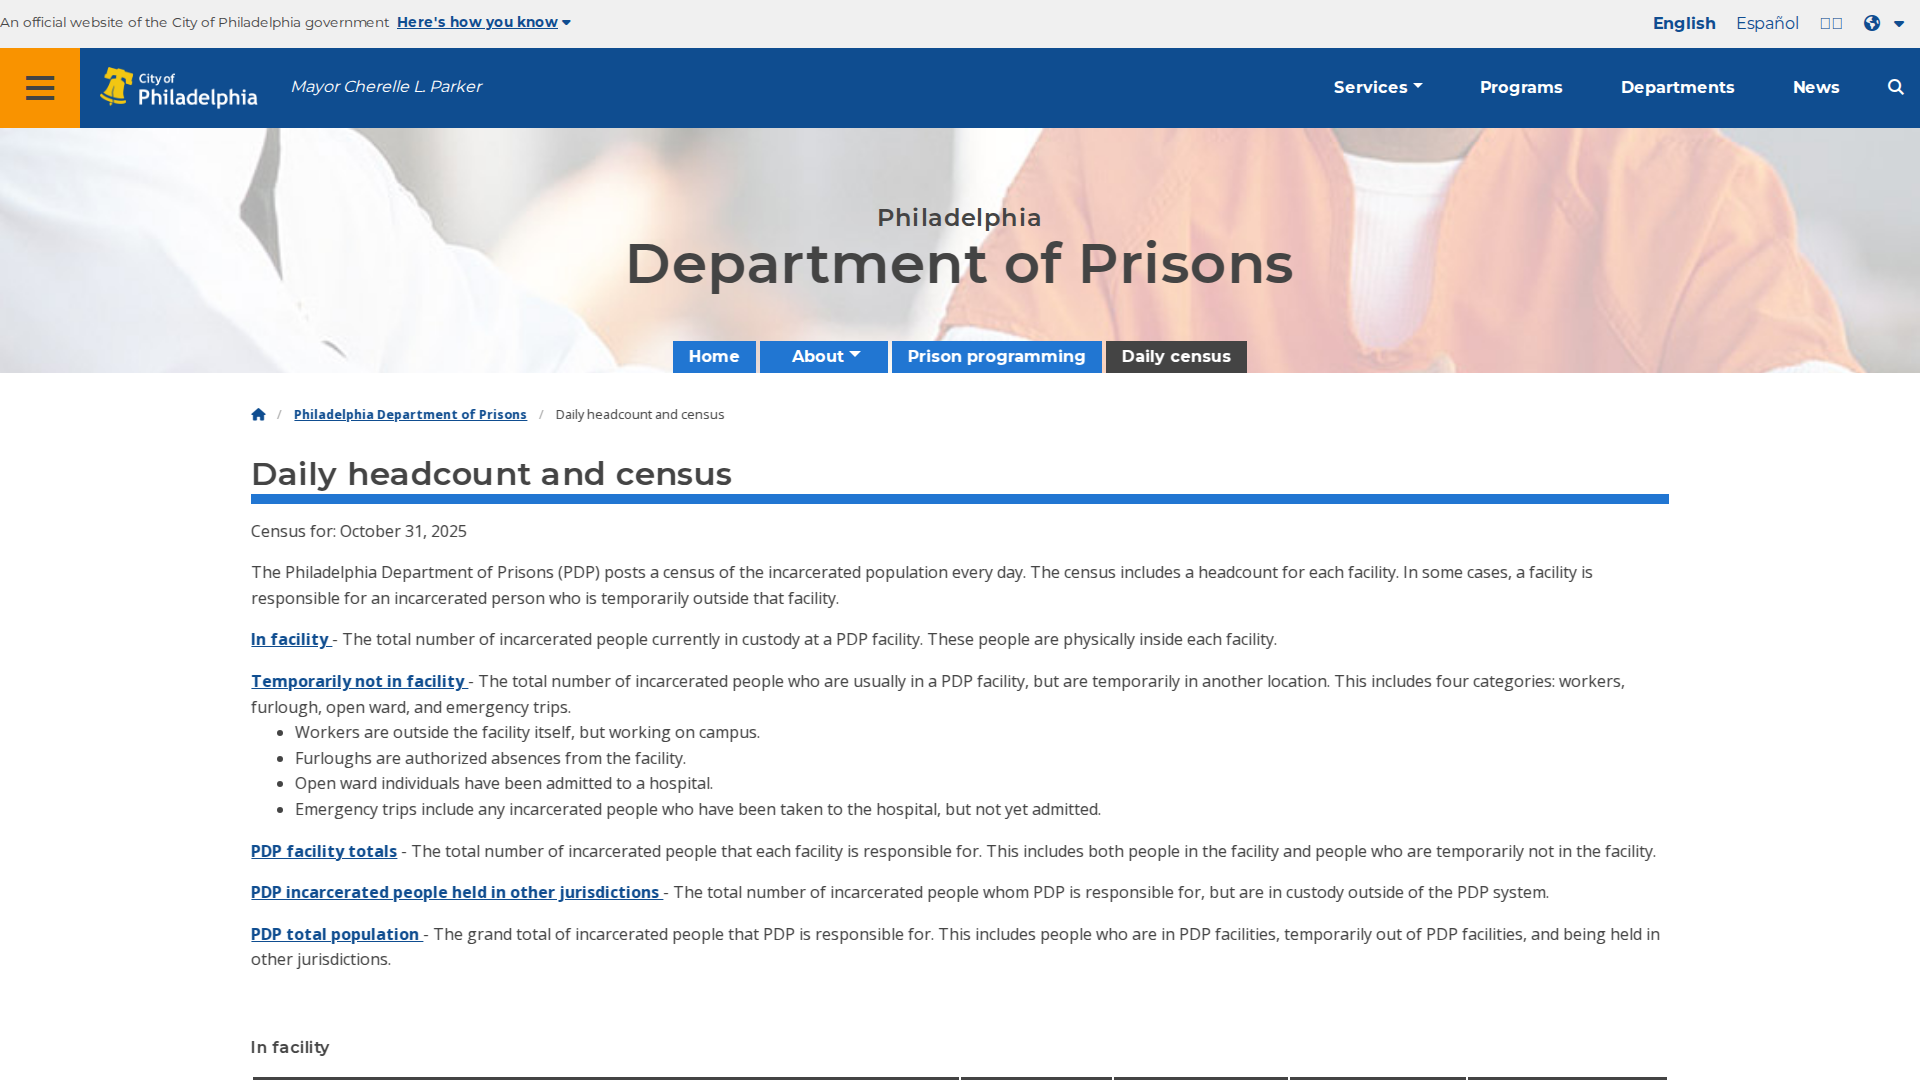 An official website of the City of Philadelphia government Here's how you know
English Español
City of Philadelphia
Mayor Cherelle L. Parker
Services Programs Departments News
Philadelphia
Department of Prisons
Home About Prison programming Daily census
/ Philadelphia Department of Prisons / Daily headcount and census
Daily headcount and census
Census for: October 31, 2025
The Philadelphia Department of Prisons (PDP) posts a census of the incarcerated population every day. The census includes a headcount for each facility. In some cases, a facility is
responsible for an incarcerated person who is temporarily outside that facility.
In facility - The total number of incarcerated people currently in custody at a PDP facility. These people are physically inside each facility.
Temporarily not in facility - The total number of incarcerated people who are usually in a PDP facility, but are temporarily in another location. This includes four categories: workers,
furlough, open ward, and emergency trips.
• Workers are outside the facility itself, but working on campus.
• Furloughs are authorized absences from the facility.
• Open ward individuals have been admitted to a hospital.
• Emergency trips include any incarcerated people who have been taken to the hospital, but not yet admitted.
PDP facility totals - The total number of incarcerated people that each facility is responsible for. This includes both people in the facility and people who are temporarily not in the facility.
PDP incarcerated people held in other jurisdictions - The total number of incarcerated people whom PDP is responsible for, but are in custody outside of the PDP system.
PDP total population - The grand total of incarcerated people that PDP is responsible for. This includes people who are in PDP facilities, temporarily out of PDP facilities, and being held in
other jurisdictions.
In facility